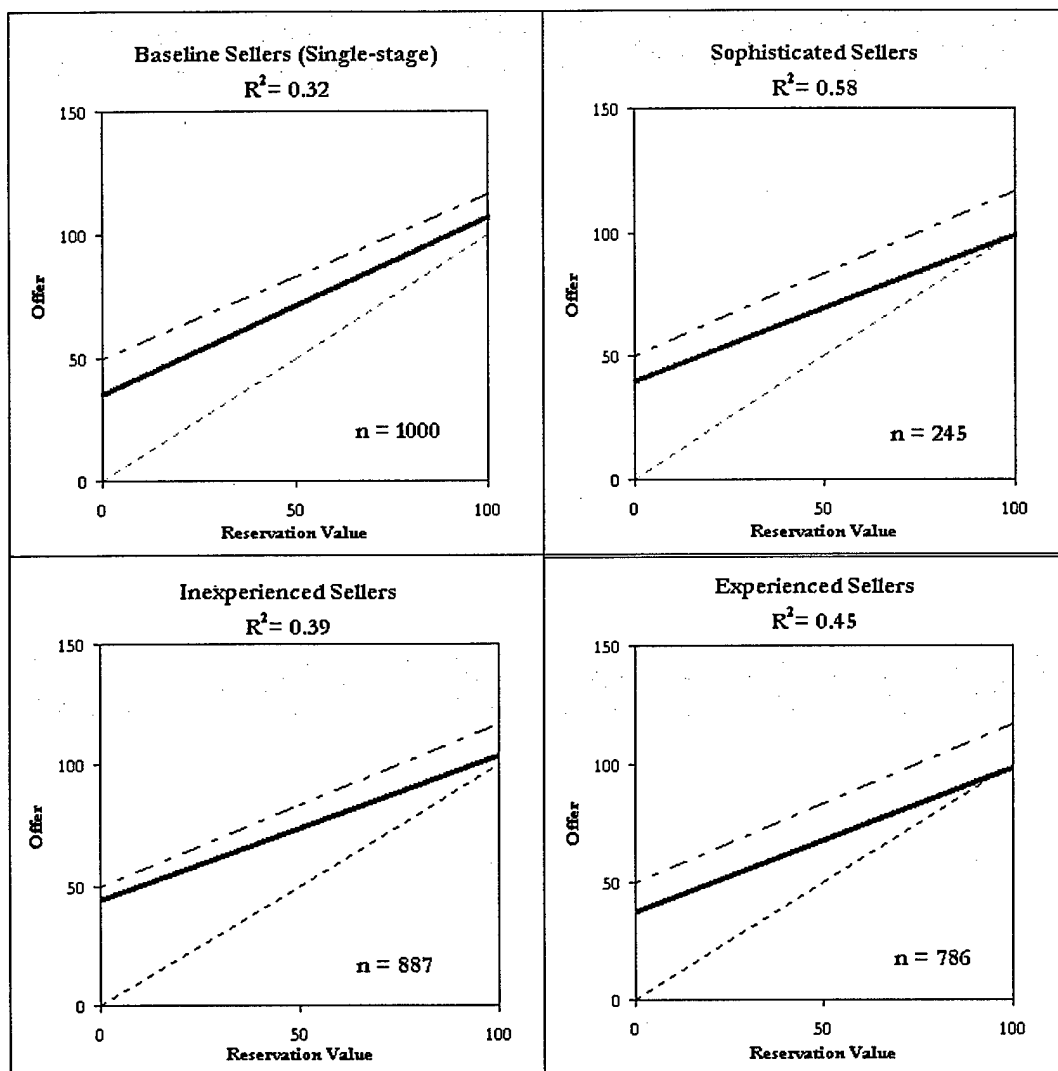 Baseline Sellers (Single-stage)
R² = 0.32
150
100
50
0
Offer
n = 1000
0
50
100
Reservation Value
Sophisticated Sellers
R² = 0.58
150
100
50
0
Offer
n = 245
0
50
100
Reservation Value
Inexperienced Sellers
R² = 0.39
150
100
50
0
Offer
n = 887
0
50
100
Reservation Value
Experienced Sellers
R² = 0.45
150
100
50
0
Offer
n = 786
0
50
100
Reservation Value